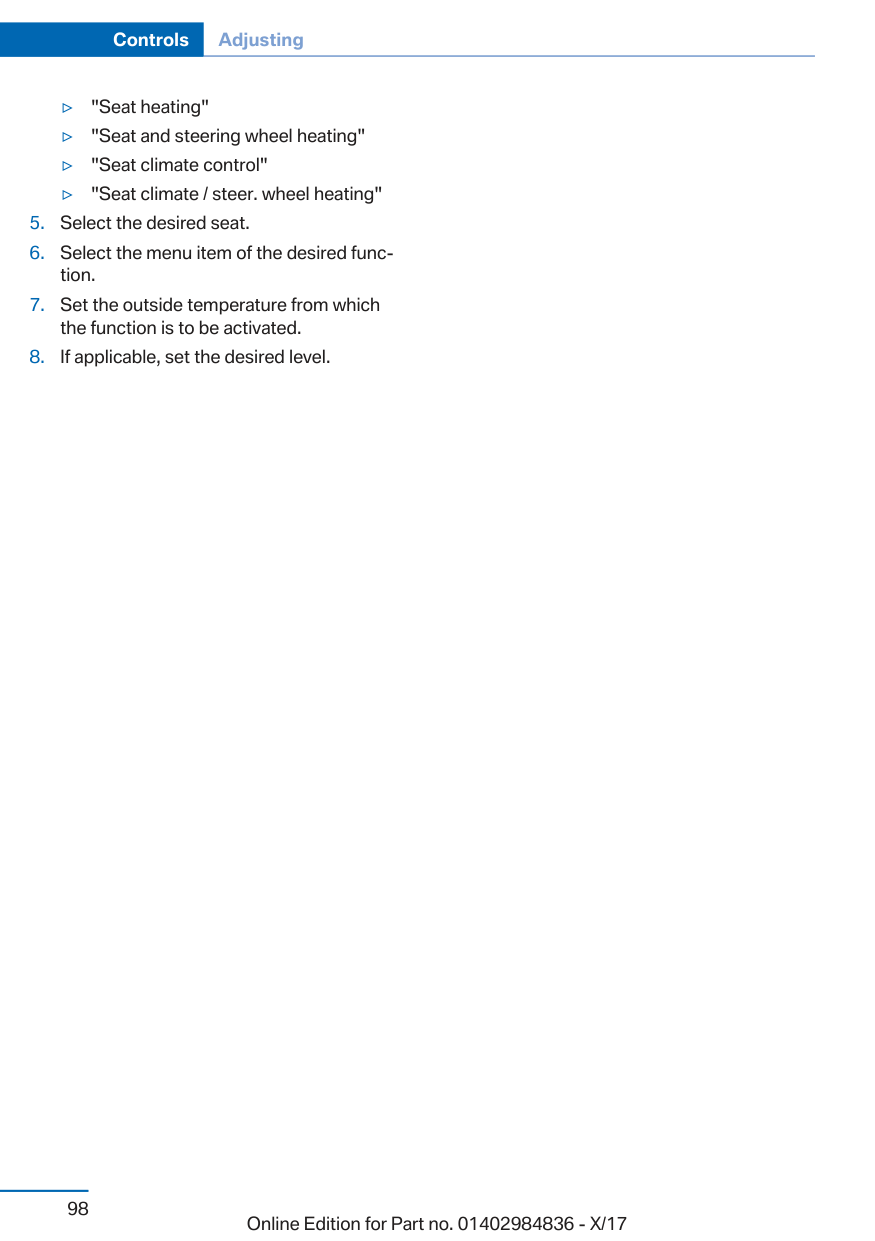 Controls Adjusting
▷ "Seat heating"
▷ "Seat and steering wheel heating"
▷ "Seat climate control"
▷ "Seat climate / steer. wheel heating"
5. Select the desired seat.
6. Select the menu item of the desired func-
tion.
7. Set the outside temperature from which
the function is to be activated.
8. If applicable, set the desired level.
98
Online Edition for Part no. 01402984836 - X/17